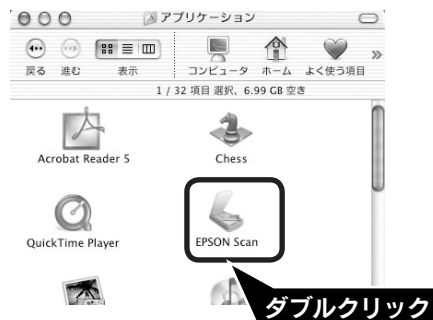 アプリケーション
戻る 進む 表示 コンピュータ ホーム よく使う項目 »
1 / 32 項目 選択、6.99 GB 空き
Acrobat Reader 5 Chess
QuickTime Player EPSON Scan
ダブルクリック